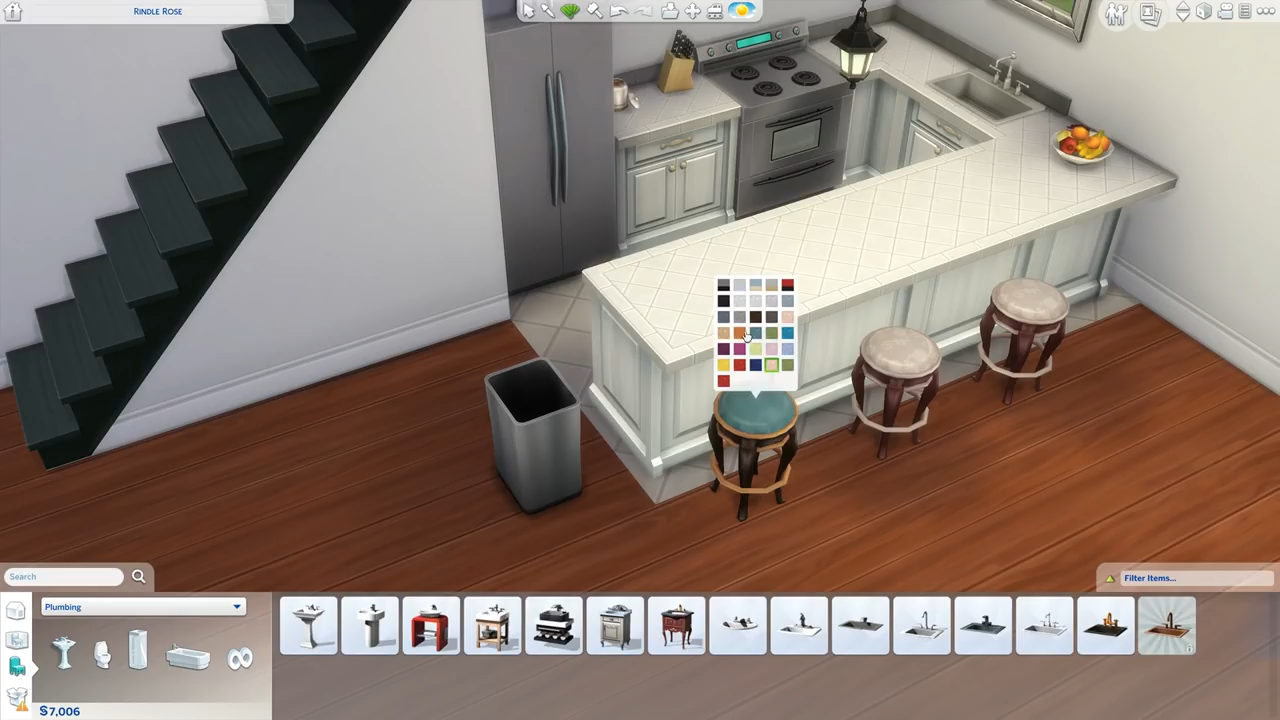 RINDLE ROSE
Search
Filter Items...
Plumbing
§7,006